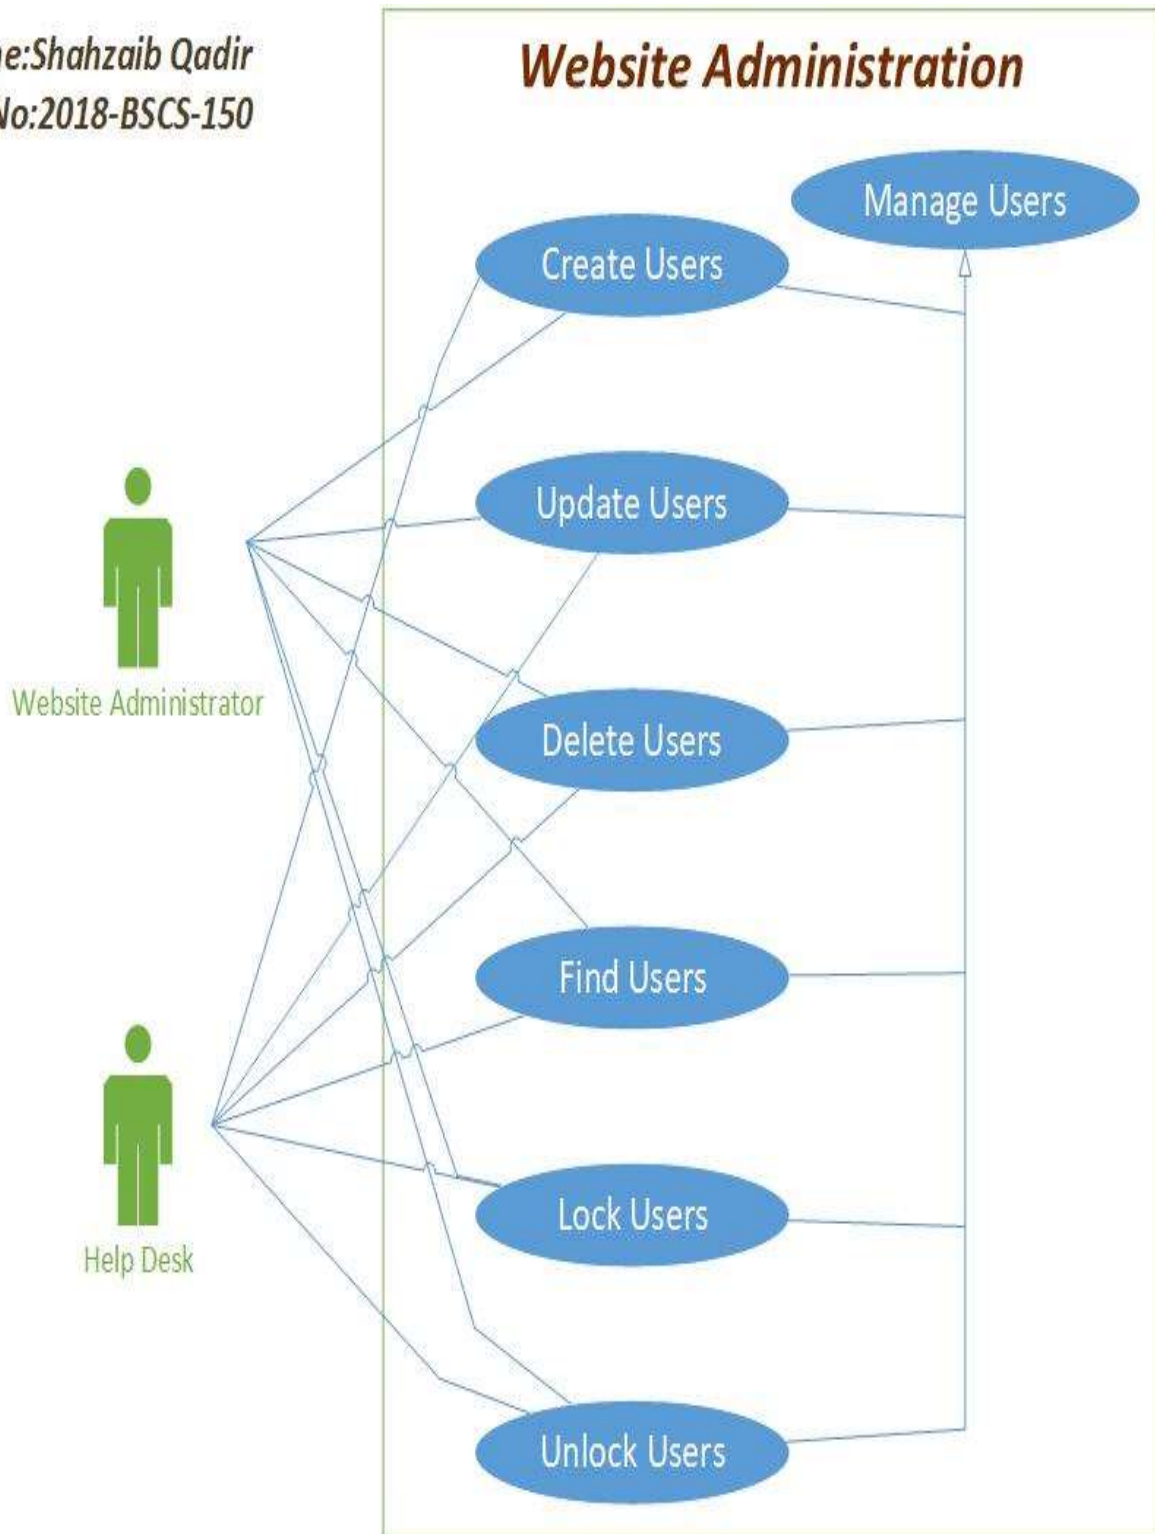 e:Shahzaib Qadir
No:2018-BSCS-150
Website Administration
Manage Users
Create Users
Update Users
Website Administrator
Delete Users
Find Users
Help Desk
Lock Users
Unlock Users